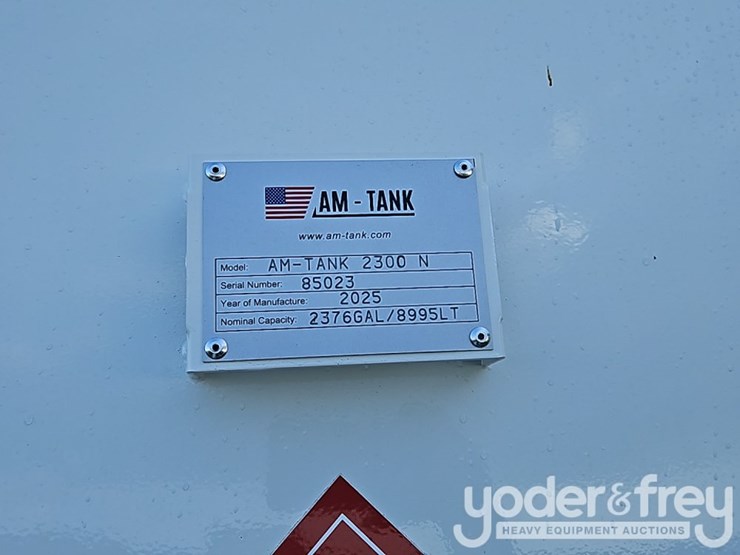 AM-TANK
www.am-tank.com
Model: AM-TANK 2300 N
Serial Number: 85023
Year of Manufacture: 2025
Nominal Capacity: 2376GAL/8995LT
yoder&frey
HEAVY EQUIPMENT AUCTIONS